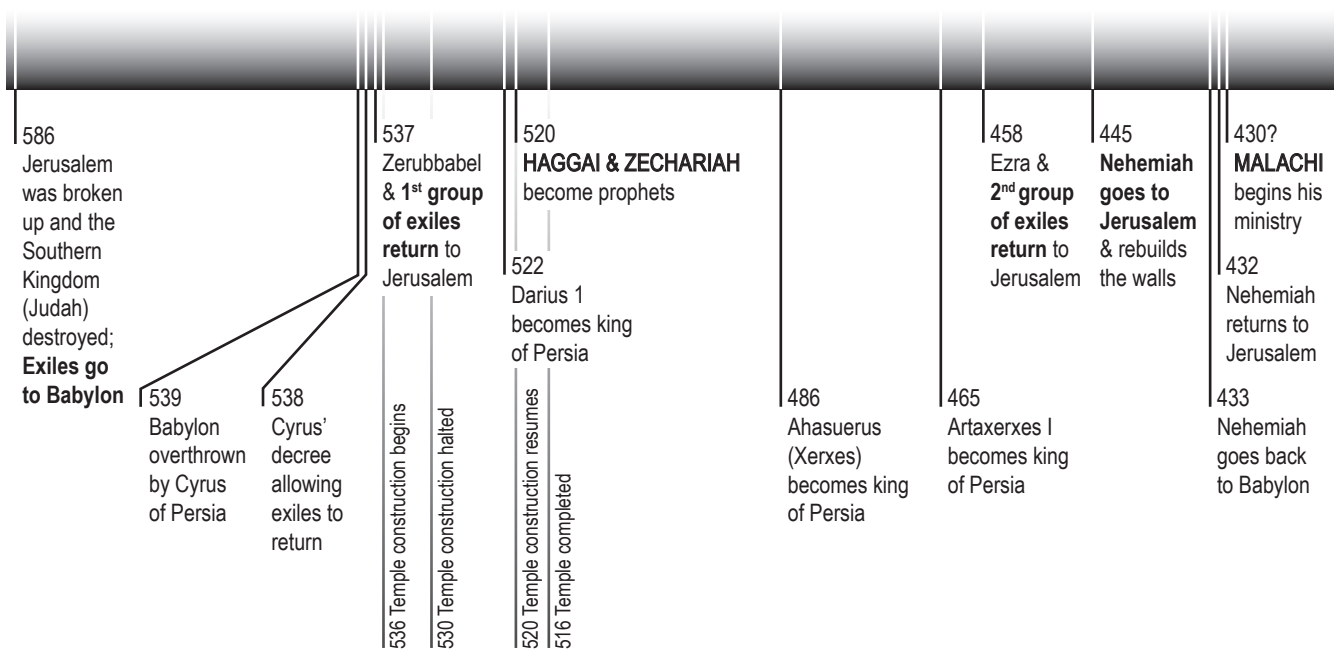 586
Jerusalem
was broken
up and the
Southern
Kingdom
(Judah)
destroyed;
Exiles go
to Babylon
539
Babylon
overthrown
by Cyrus
of Persia
538
Cyrus’
decree
allowing
exiles to
return
537
Zerubbabel
& 1st group
of exiles
return to
Jerusalem
536 Temple construction begins
530 Temple construction halted
522
Darius 1
becomes king
of Persia
520
HAGGAI & ZECHARIAH
become prophets
520 Temple construction resumes
516 Temple completed
486
Ahasuerus
(Xerxes)
becomes king
of Persia
465
Artaxerxes I
becomes king
of Persia
458
Ezra &
2nd group
of exiles
return to
Jerusalem
445
Nehemiah
goes to
Jerusalem
& rebuilds
the walls
433
Nehemiah
goes back
to Babylon
432
Nehemiah
returns to
Jerusalem
430?
MALACHI
begins his
ministry